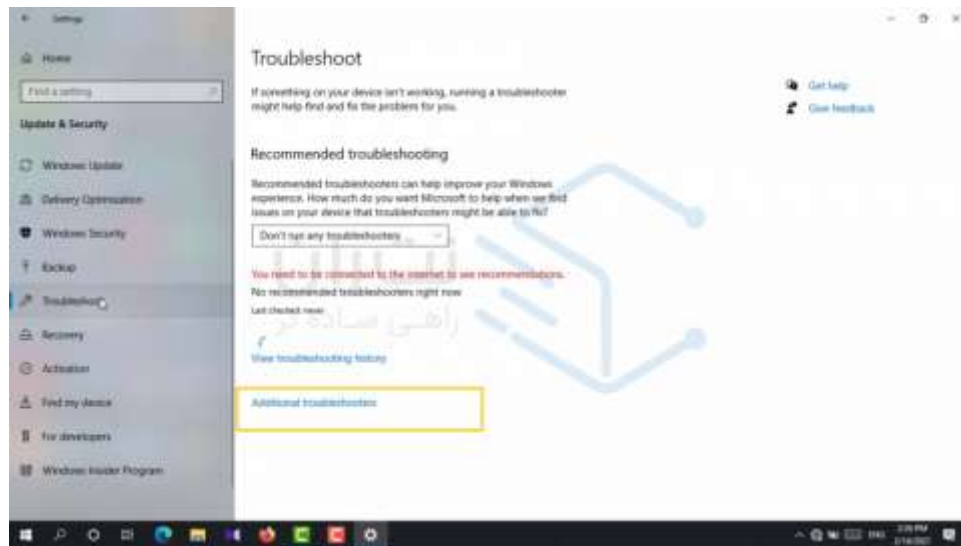 Settings
Home
Find a setting
Update & Security
Windows Update
Delivery Optimization
Windows Security
Backup
Troubleshoot
Recovery
Activation
Find my device
For developers
Windows Insider Program
Troubleshoot
If something on your device isn't working, running a troubleshooter
might help find and fix the problem for you.
Recommended troubleshooting
Recommended troubleshooters can help improve your Windows
experience. How much do you want Microsoft to help when we find
issues on your device that troubleshooters might be able to fix?
Don't run any troubleshooters
You need to be connected to the internet to see recommendations.
No recommended troubleshooters right now
Last checked: never
View troubleshooting history
Additional troubleshooters
Get help
Give feedback
راهی ساده تر
ENG